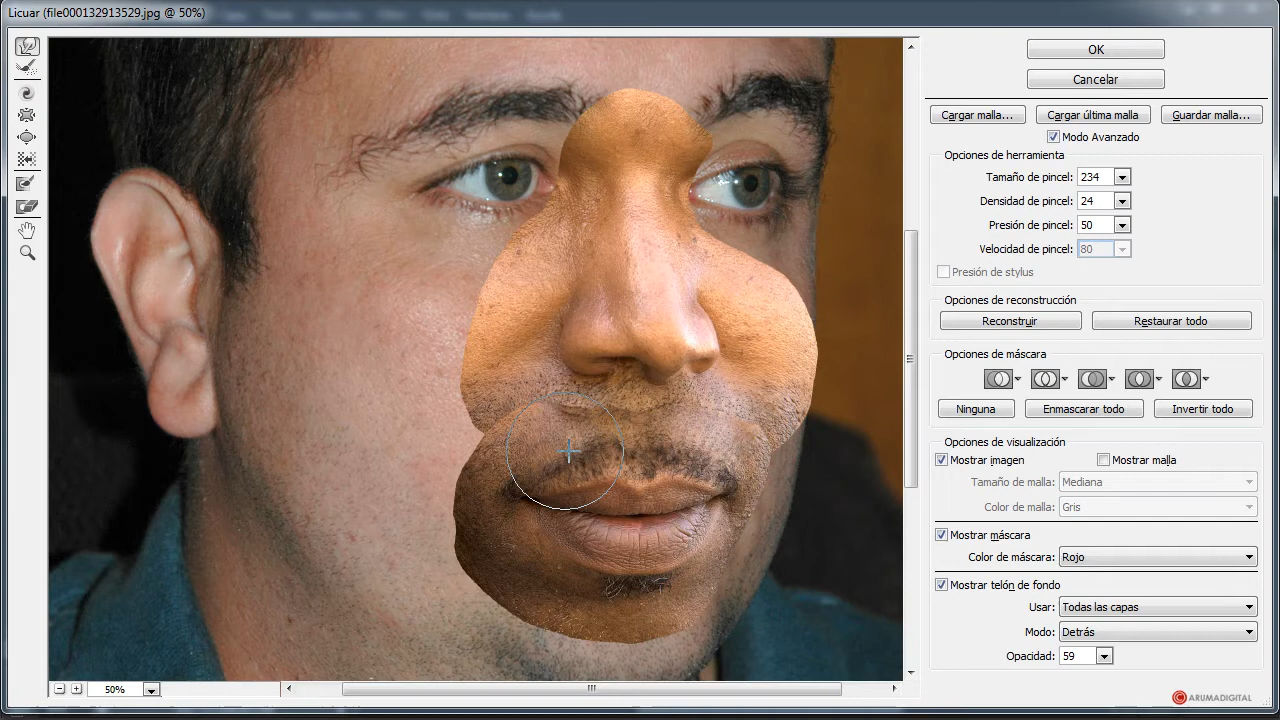 Licuar (file000132913529.jpg @ 50%)
OK
Cancelar
Cargar malla... Cargar última malla Guardar malla...
Modo Avanzado
Opciones de herramienta
Tamaño de pincel: 234
Densidad de pincel: 24
Presión de pincel: 50
Velocidad de pincel: 80
Presión de stylus
Opciones de reconstrucción
Reconstruir Restaurar todo
Opciones de máscara
Ninguna Enmascarar todo Invertir todo
Opciones de visualización
Mostrar imagen Mostrar malla
Tamaño de malla: Mediana
Color de malla: Gris
Mostrar máscara
Color de máscara: Rojo
Mostrar telón de fondo
Usar: Todas las capas
Modo: Detrás
Opacidad: 59
50%
C ARUMADIGITAL